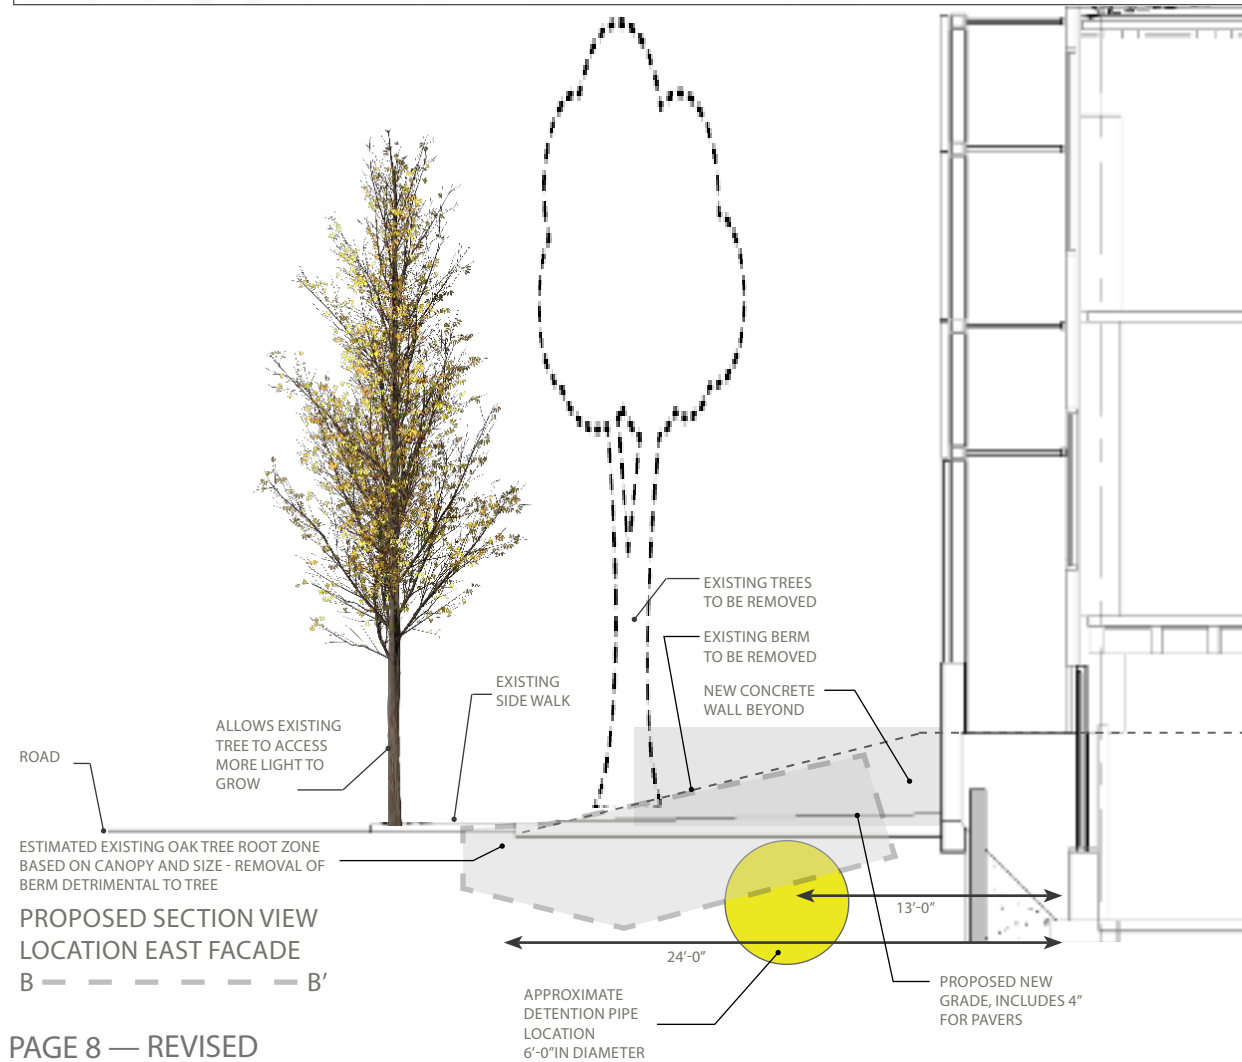 EXISTING TREES
TO BE REMOVED
EXISTING BERM
TO BE REMOVED
NEW CONCRETE
WALL BEYOND
EXISTING
SIDE WALK
ALLOWS EXISTING
TREE TO ACCESS
MORE LIGHT TO
GROW
ROAD
ESTIMATED EXISTING OAK TREE ROOT ZONE
BASED ON CANOPY AND SIZE - REMOVAL OF
BERM DETRIMENTAL TO TREE
PROPOSED SECTION VIEW
LOCATION EAST FACADE
B B’
13’-0”
24’-0”
APPROXIMATE
DETENTION PIPE
LOCATION
6’-0”IN DIAMETER
PROPOSED NEW
GRADE, INCLUDES 4”
FOR PAVERS
PAGE 8 — REVISED